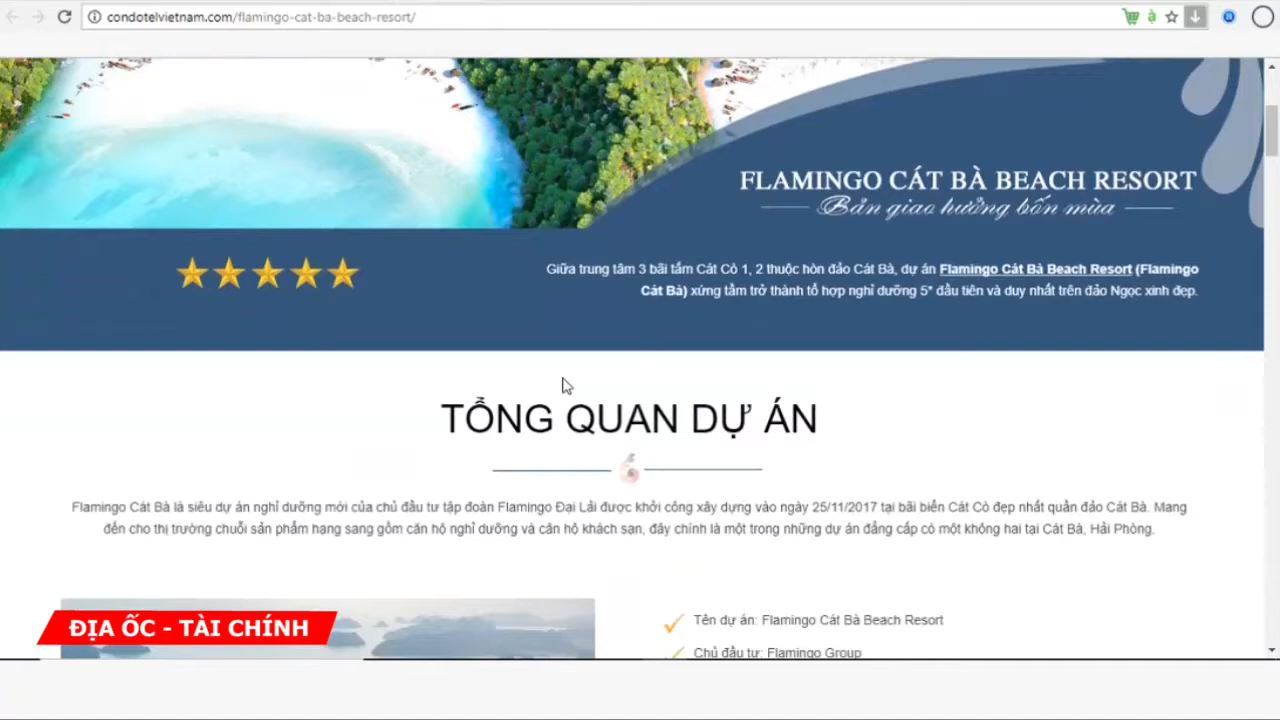 condotelvietnam.com/flamingo-cat-ba-beach-resort/
FLAMINGO CÁT BÀ BEACH RESORT
Bản giao hưởng bốn mùa
Giữa trung tâm 3 bãi tắm Cát Cò 1, 2 thuộc hòn đảo Cát Bà, dự án Flamingo Cát Bà Beach Resort (Flamingo
Cát Bà) xứng tầm trở thành tổ hợp nghỉ dưỡng 5* đầu tiên và duy nhất trên đảo Ngọc xinh đẹp.
TỔNG QUAN DỰ ÁN
Flamingo Cát Bà là siêu dự án nghỉ dưỡng mới của chủ đầu tư tập đoàn Flamingo Đại Lải được khởi công xây dựng vào ngày 25/11/2017 tại bãi biển Cát Cò đẹp nhất quần đảo Cát Bà. Mang
đến cho thị trường chuỗi sản phẩm hạng sang gồm căn hộ nghỉ dưỡng và căn hộ khách sạn, đây chính là một trong những dự án đẳng cấp có một không hai tại Cát Bà, Hải Phòng.
Tên dự án: Flamingo Cát Bà Beach Resort
Chủ đầu tư: Flamingo Group
ĐỊA ỐC - TÀI CHÍNH